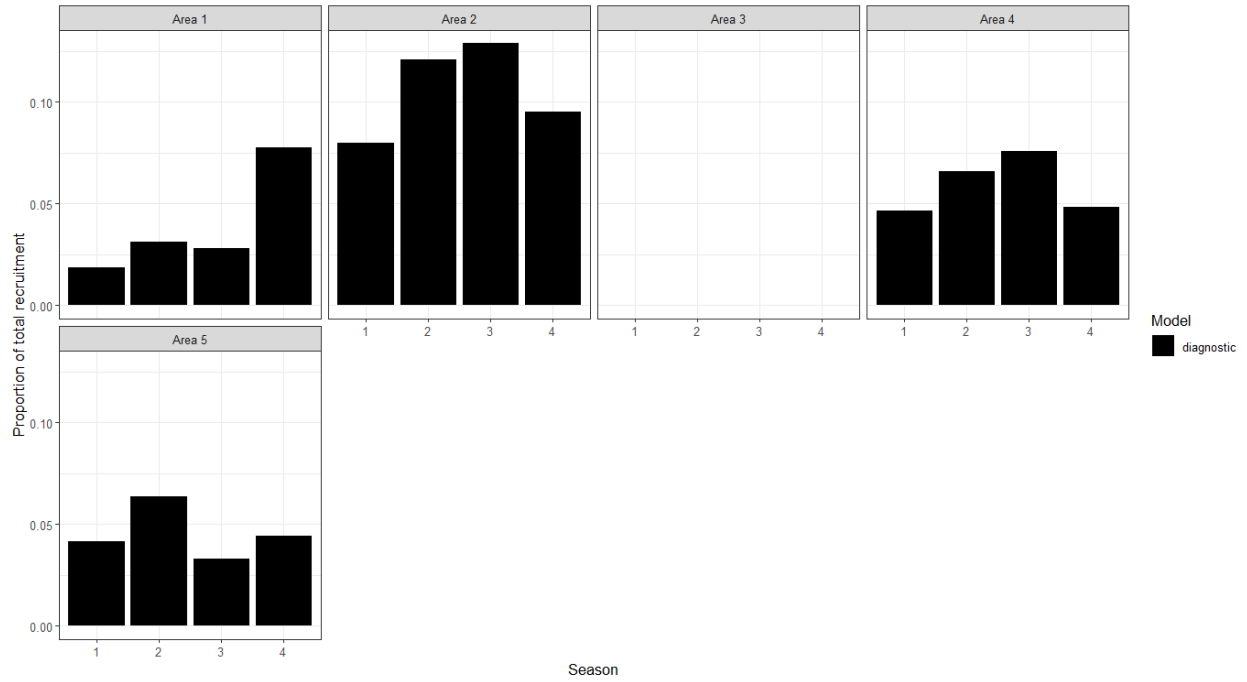 Area 1
Area 2
Area 3
Area 4
0.10
0.05
0.00
1 2 3 4
1 2 3 4
1 2 3 4
Area 5
0.10
0.05
0.00
1 2 3 4
Proportion of total recruitment
Season
Model
diagnostic